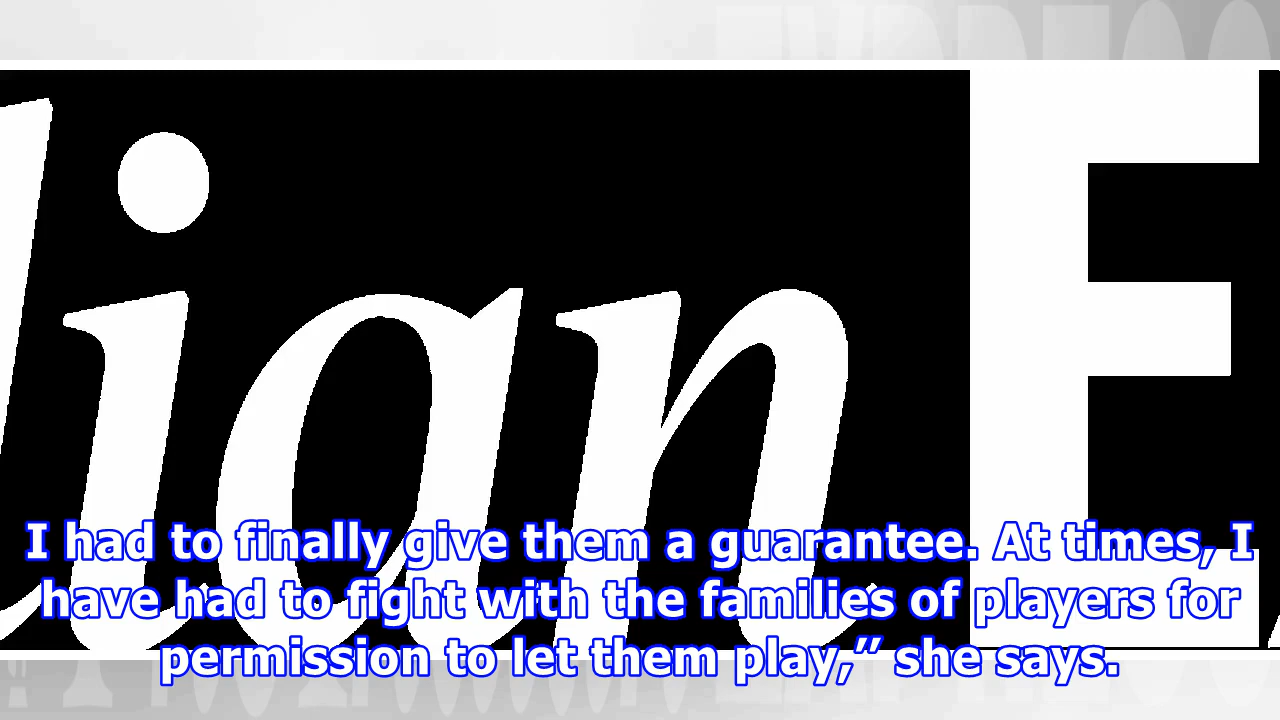 dian E
I had to finally give them a guarantee. At times, I
have had to fight with the families of players for
permission to let them play,” she says.